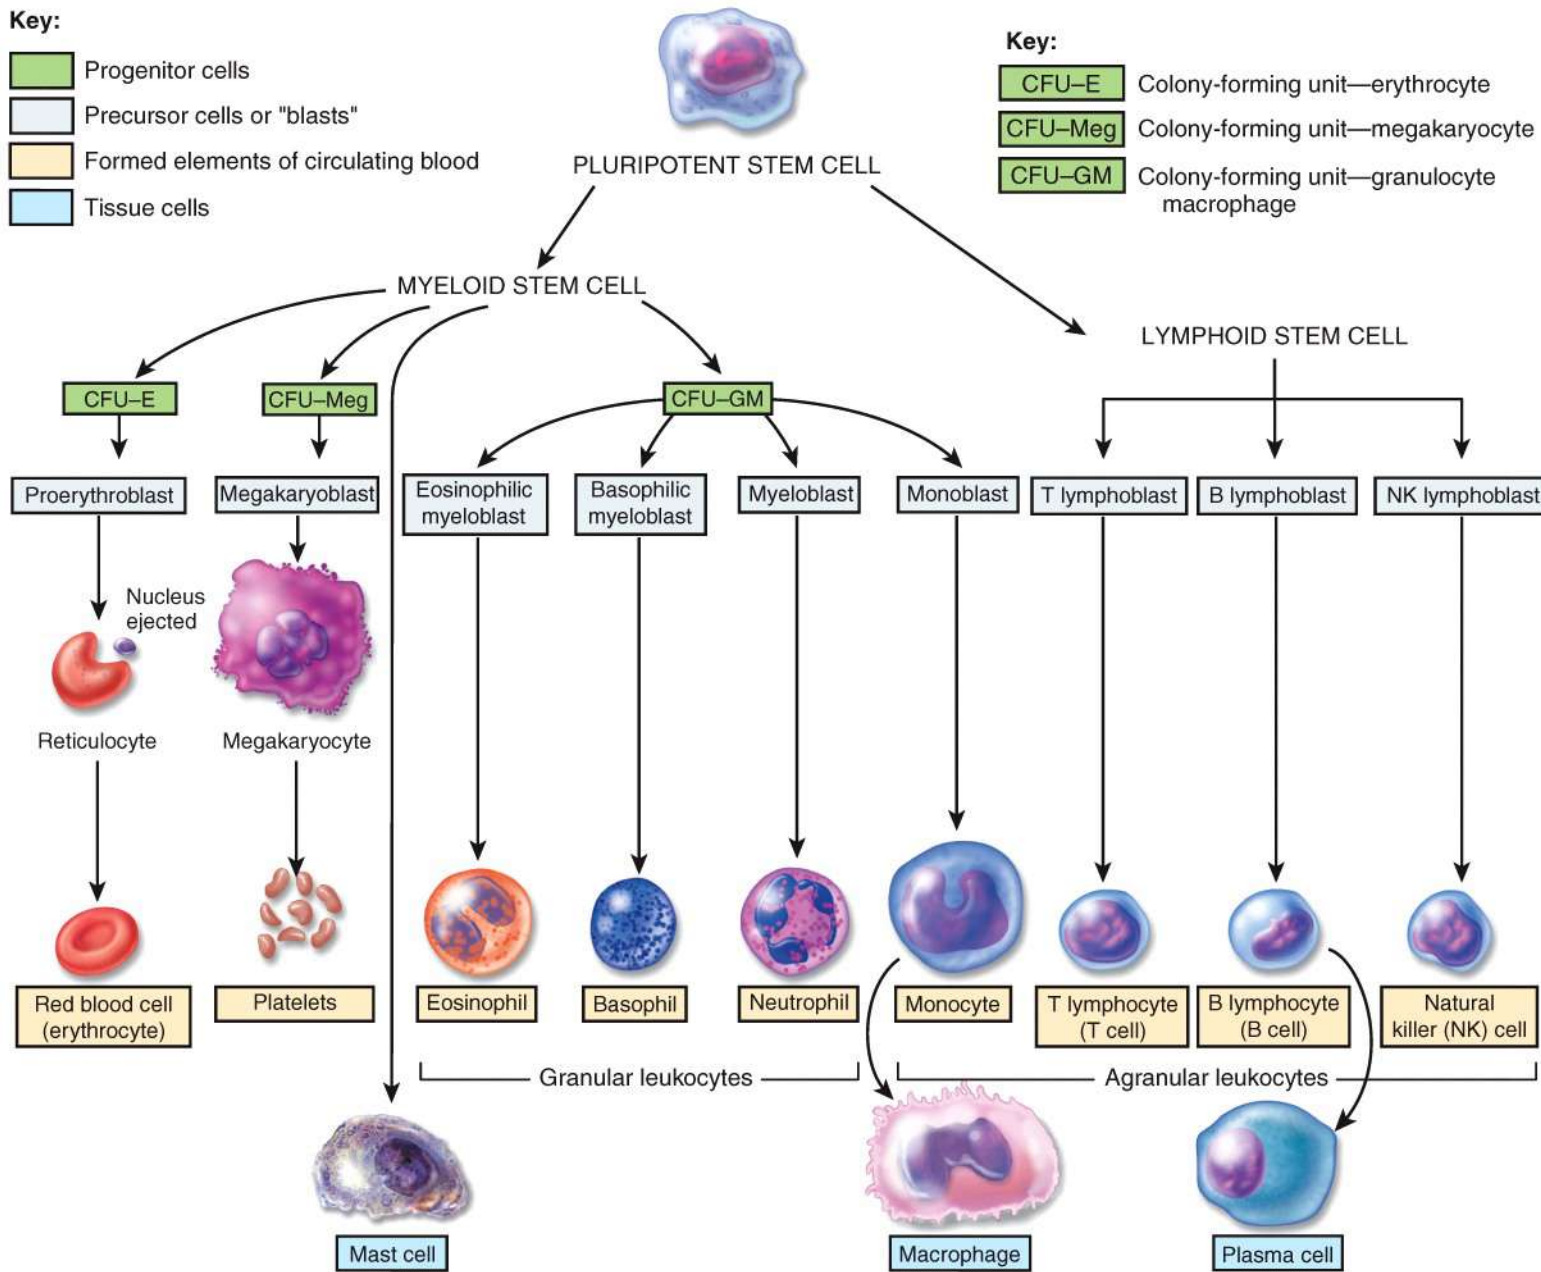 Key:
Progenitor cells
Precursor cells or "blasts"
Formed elements of circulating blood
Tissue cells
Key:
CFU–E Colony-forming unit—erythrocyte
CFU–Meg Colony-forming unit—megakaryocyte
CFU–GM Colony-forming unit—granulocyte
macrophage
PLURIPOTENT STEM CELL
MYELOID STEM CELL
LYMPHOID STEM CELL
CFU–E
CFU–Meg
CFU–GM
Proerythroblast
Megakaryoblast
Eosinophilic
myeloblast
Basophilic
myeloblast
Myeloblast
Monoblast
T lymphoblast
B lymphoblast
NK lymphoblast
Nucleus
ejected
Reticulocyte
Megakaryocyte
Red blood cell
(erythrocyte)
Platelets
Eosinophil
Basophil
Neutrophil
Monocyte
T lymphocyte
(T cell)
B lymphocyte
(B cell)
Natural
killer (NK) cell
Granular leukocytes
Agranular leukocytes
Mast cell
Macrophage
Plasma cell